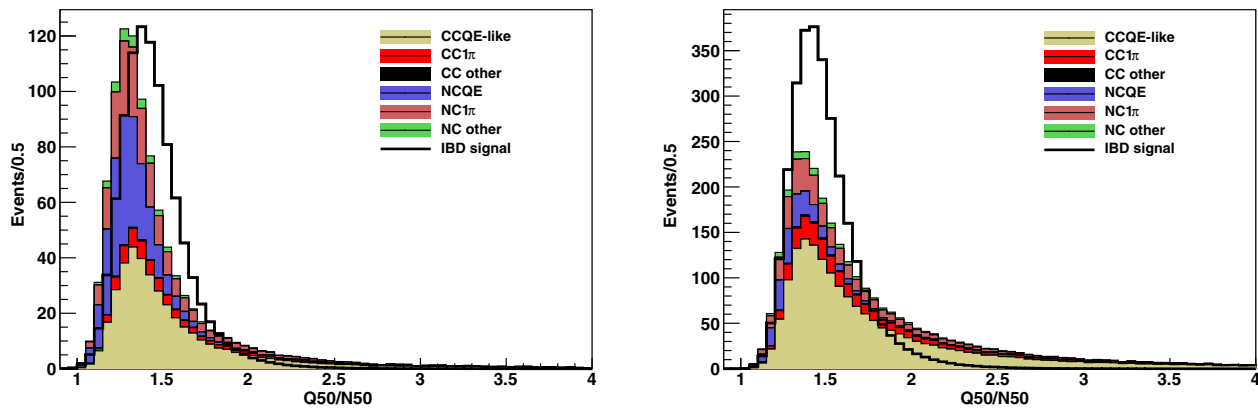 120
100
80
60
40
20
0
Events/0.5
1
1.5
2
2.5
3
3.5
4
Q50/N50
CCQE-like
CC1π
CC other
NCQE
NC1π
NC other
IBD signal
350
300
250
200
150
100
50
0
Events/0.5
1
1.5
2
2.5
3
3.5
4
Q50/N50
CCQE-like
CC1π
CC other
NCQE
NC1π
NC other
IBD signal